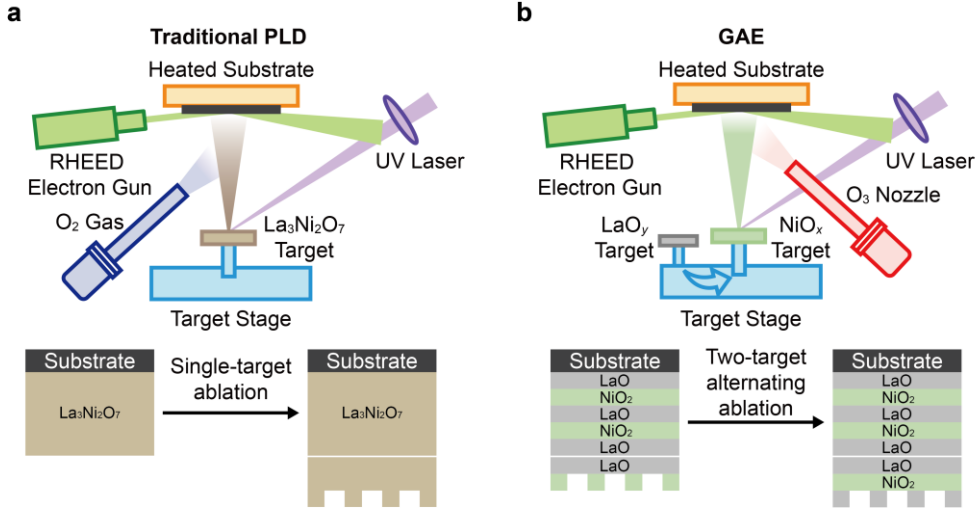 a
Traditional PLD
Heated Substrate
RHEED
Electron Gun
UV Laser
O₂ Gas
La₃Ni₂O₇
Target
Target Stage
Substrate
La₃Ni₂O₇
Single-target
ablation
Substrate
La₃Ni₂O₇
b
GAE
Heated Substrate
RHEED
Electron Gun
UV Laser
O₃ Nozzle
LaOᵧ
Target
NiOₓ
Target
Target Stage
Substrate
LaO
NiO₂
LaO
NiO₂
LaO
LaO
Two-target
alternating
ablation
Substrate
LaO
NiO₂
LaO
NiO₂
LaO
LaO
NiO₂